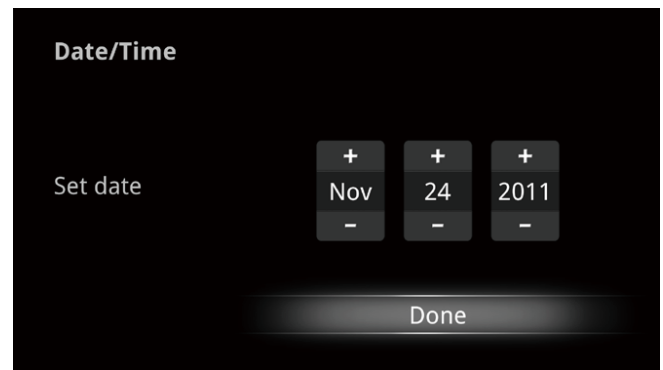 Date/Time
+ + +
Set date Nov 24 2011
– – –
Done